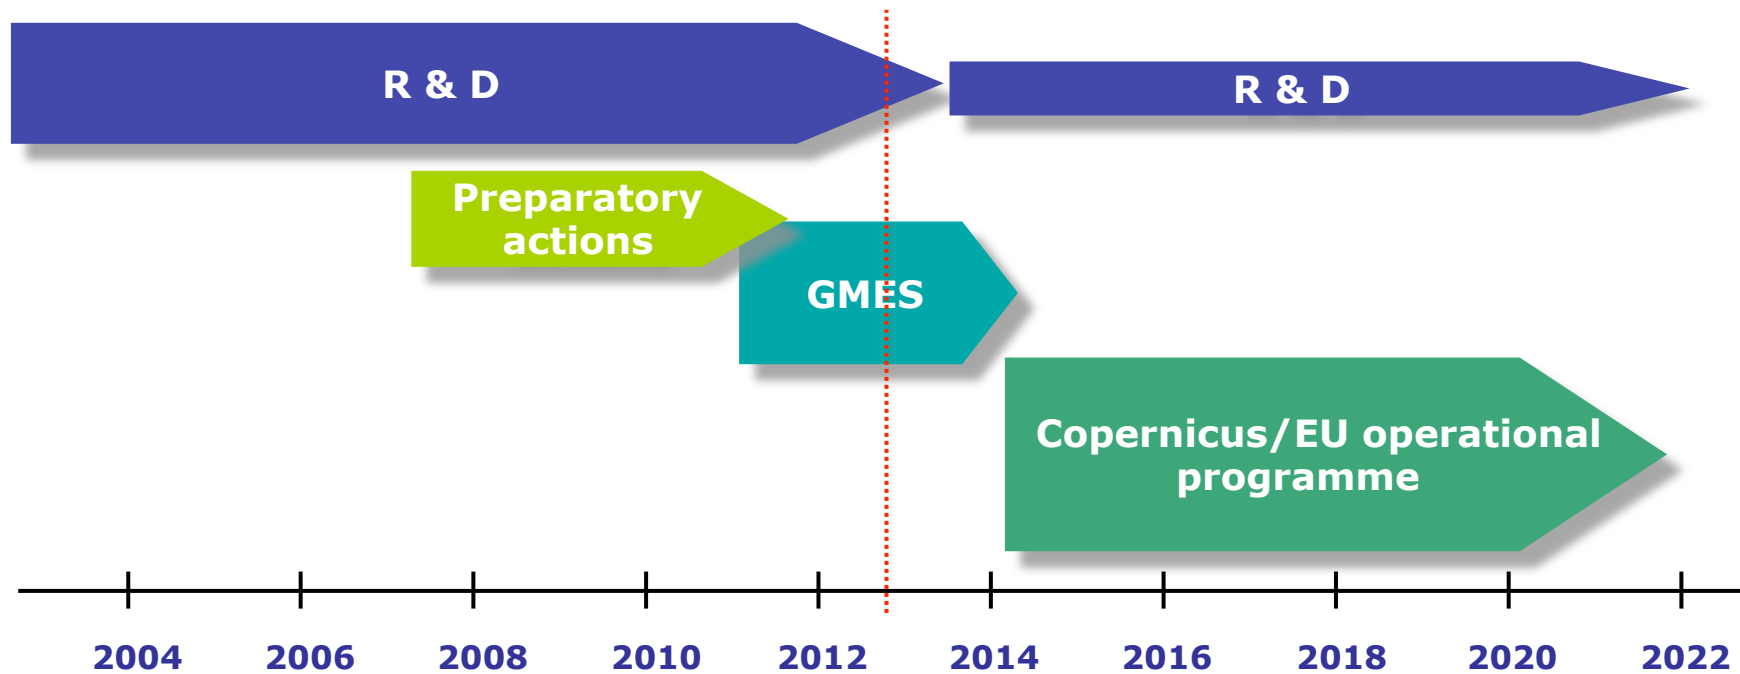 R & D
R & D
Preparatory
actions
GMES
Copernicus/EU operational
programme
2004 2006 2008 2010 2012 2014 2016 2018 2020 2022